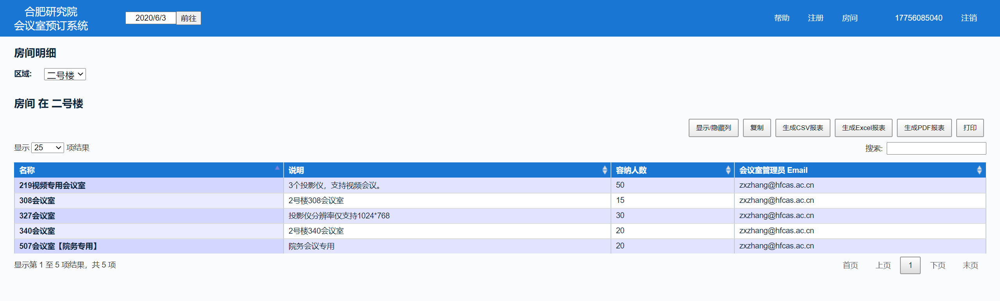 合肥研究院
会议室预订系统
2020/6/3 前往 帮助 注册 房间 17756085040 注销
房间明细
区域: 二号楼
房间 在 二号楼
显示/隐藏列 复制 生成CSV报表 生成Excel报表 生成PDF报表 打印
显示 25 项结果 搜索:
名称 说明 容纳人数 会议室管理员 Email
219视频专用会议室 3个投影仪，支持视频会议。 50 zxzhang@hfcas.ac.cn
308会议室 2号楼308会议室 15 zxzhang@hfcas.ac.cn
327会议室 投影仪分辨率仅支持1024*768 30 zxzhang@hfcas.ac.cn
340会议室 2号楼340会议室 20 zxzhang@hfcas.ac.cn
507会议室【院务专用】 院务会议专用 20 zxzhang@hfcas.ac.cn
显示第 1 至 5 项结果，共 5 项 首页 上页 1 下页 末页